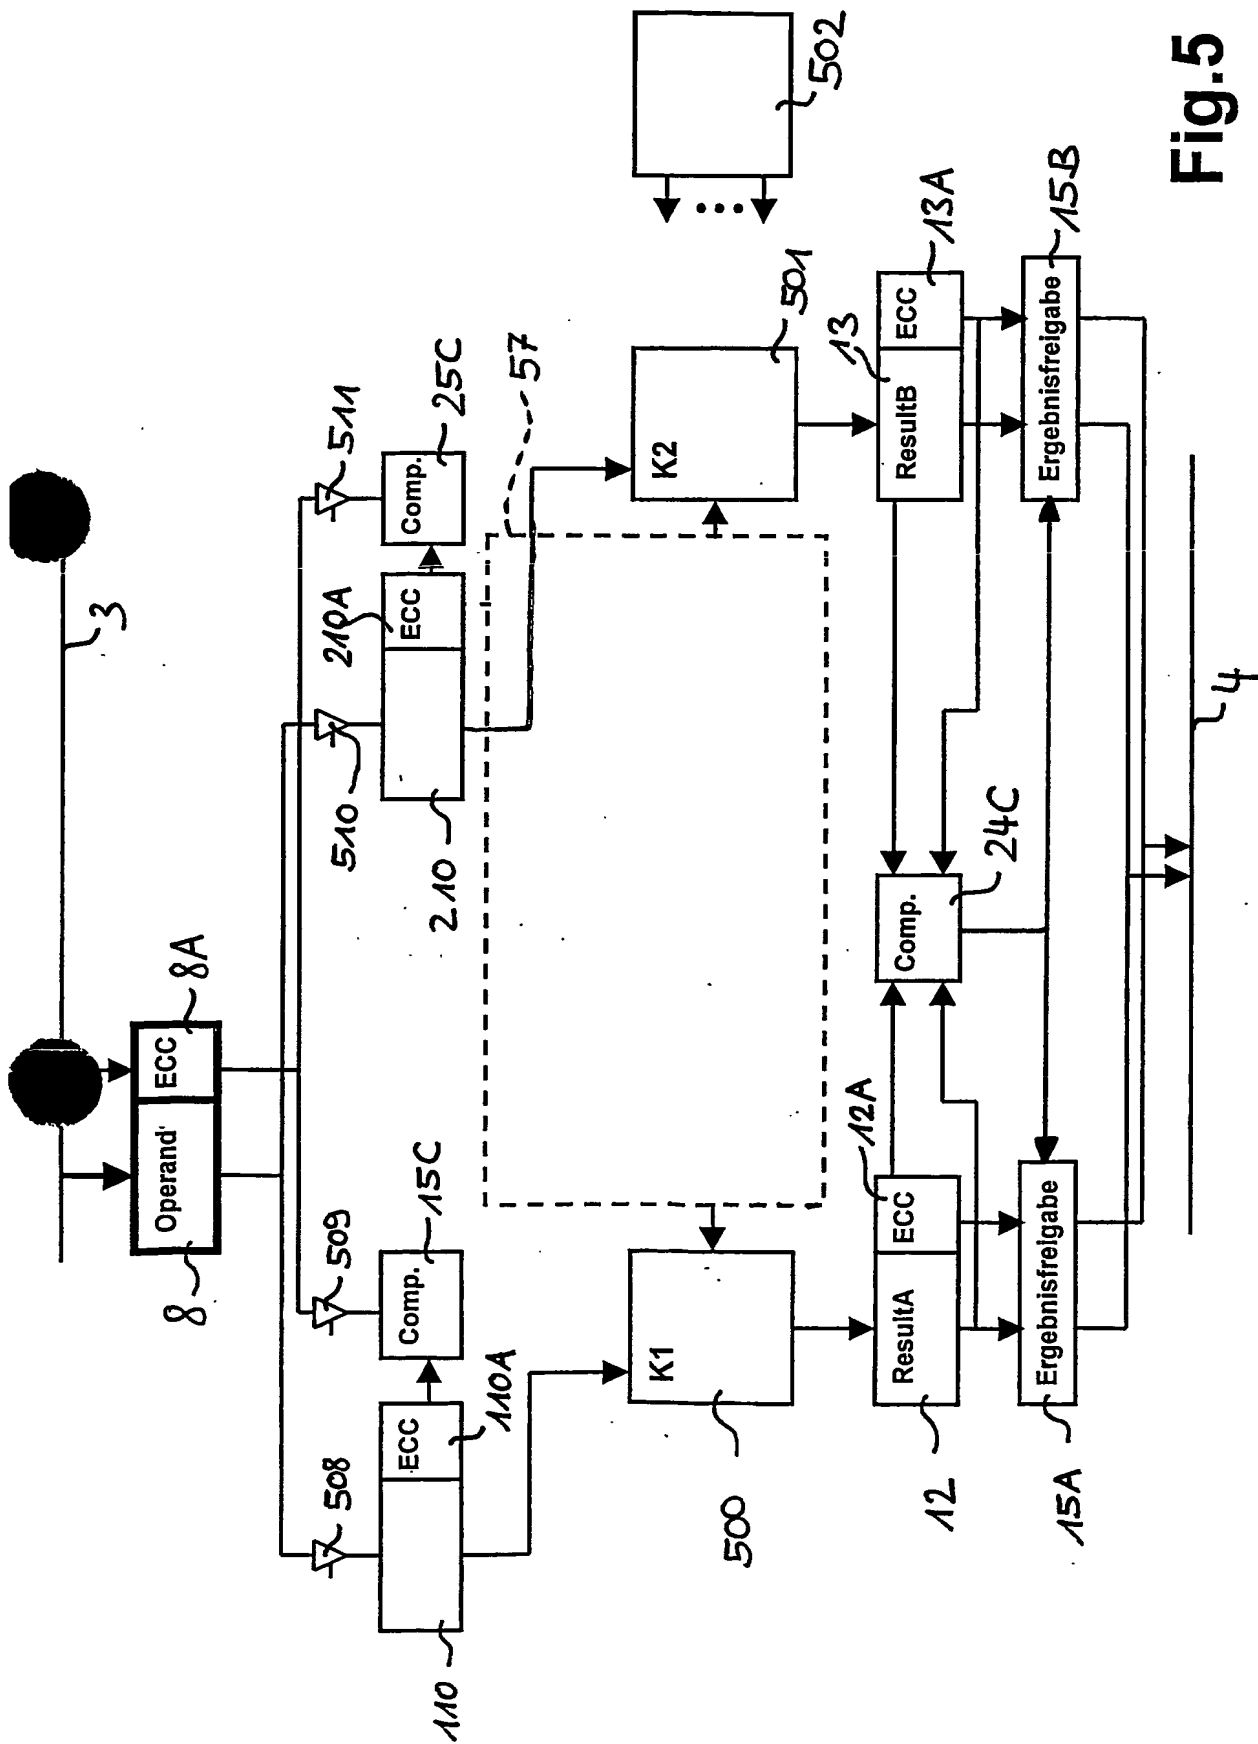 3
8
Operand
ECC
8A
508
509
510
511
110
ECC
110A
Comp.
15C
210
210A
ECC
Comp.
25C
57
K1
500
K2
501
502
12
ResultA
ECC
12A
Comp.
24C
ResultB
13
ECC
13A
15A
Ergebnisfreigabe
Ergebnisfreigabe
15B
4
Fig.5